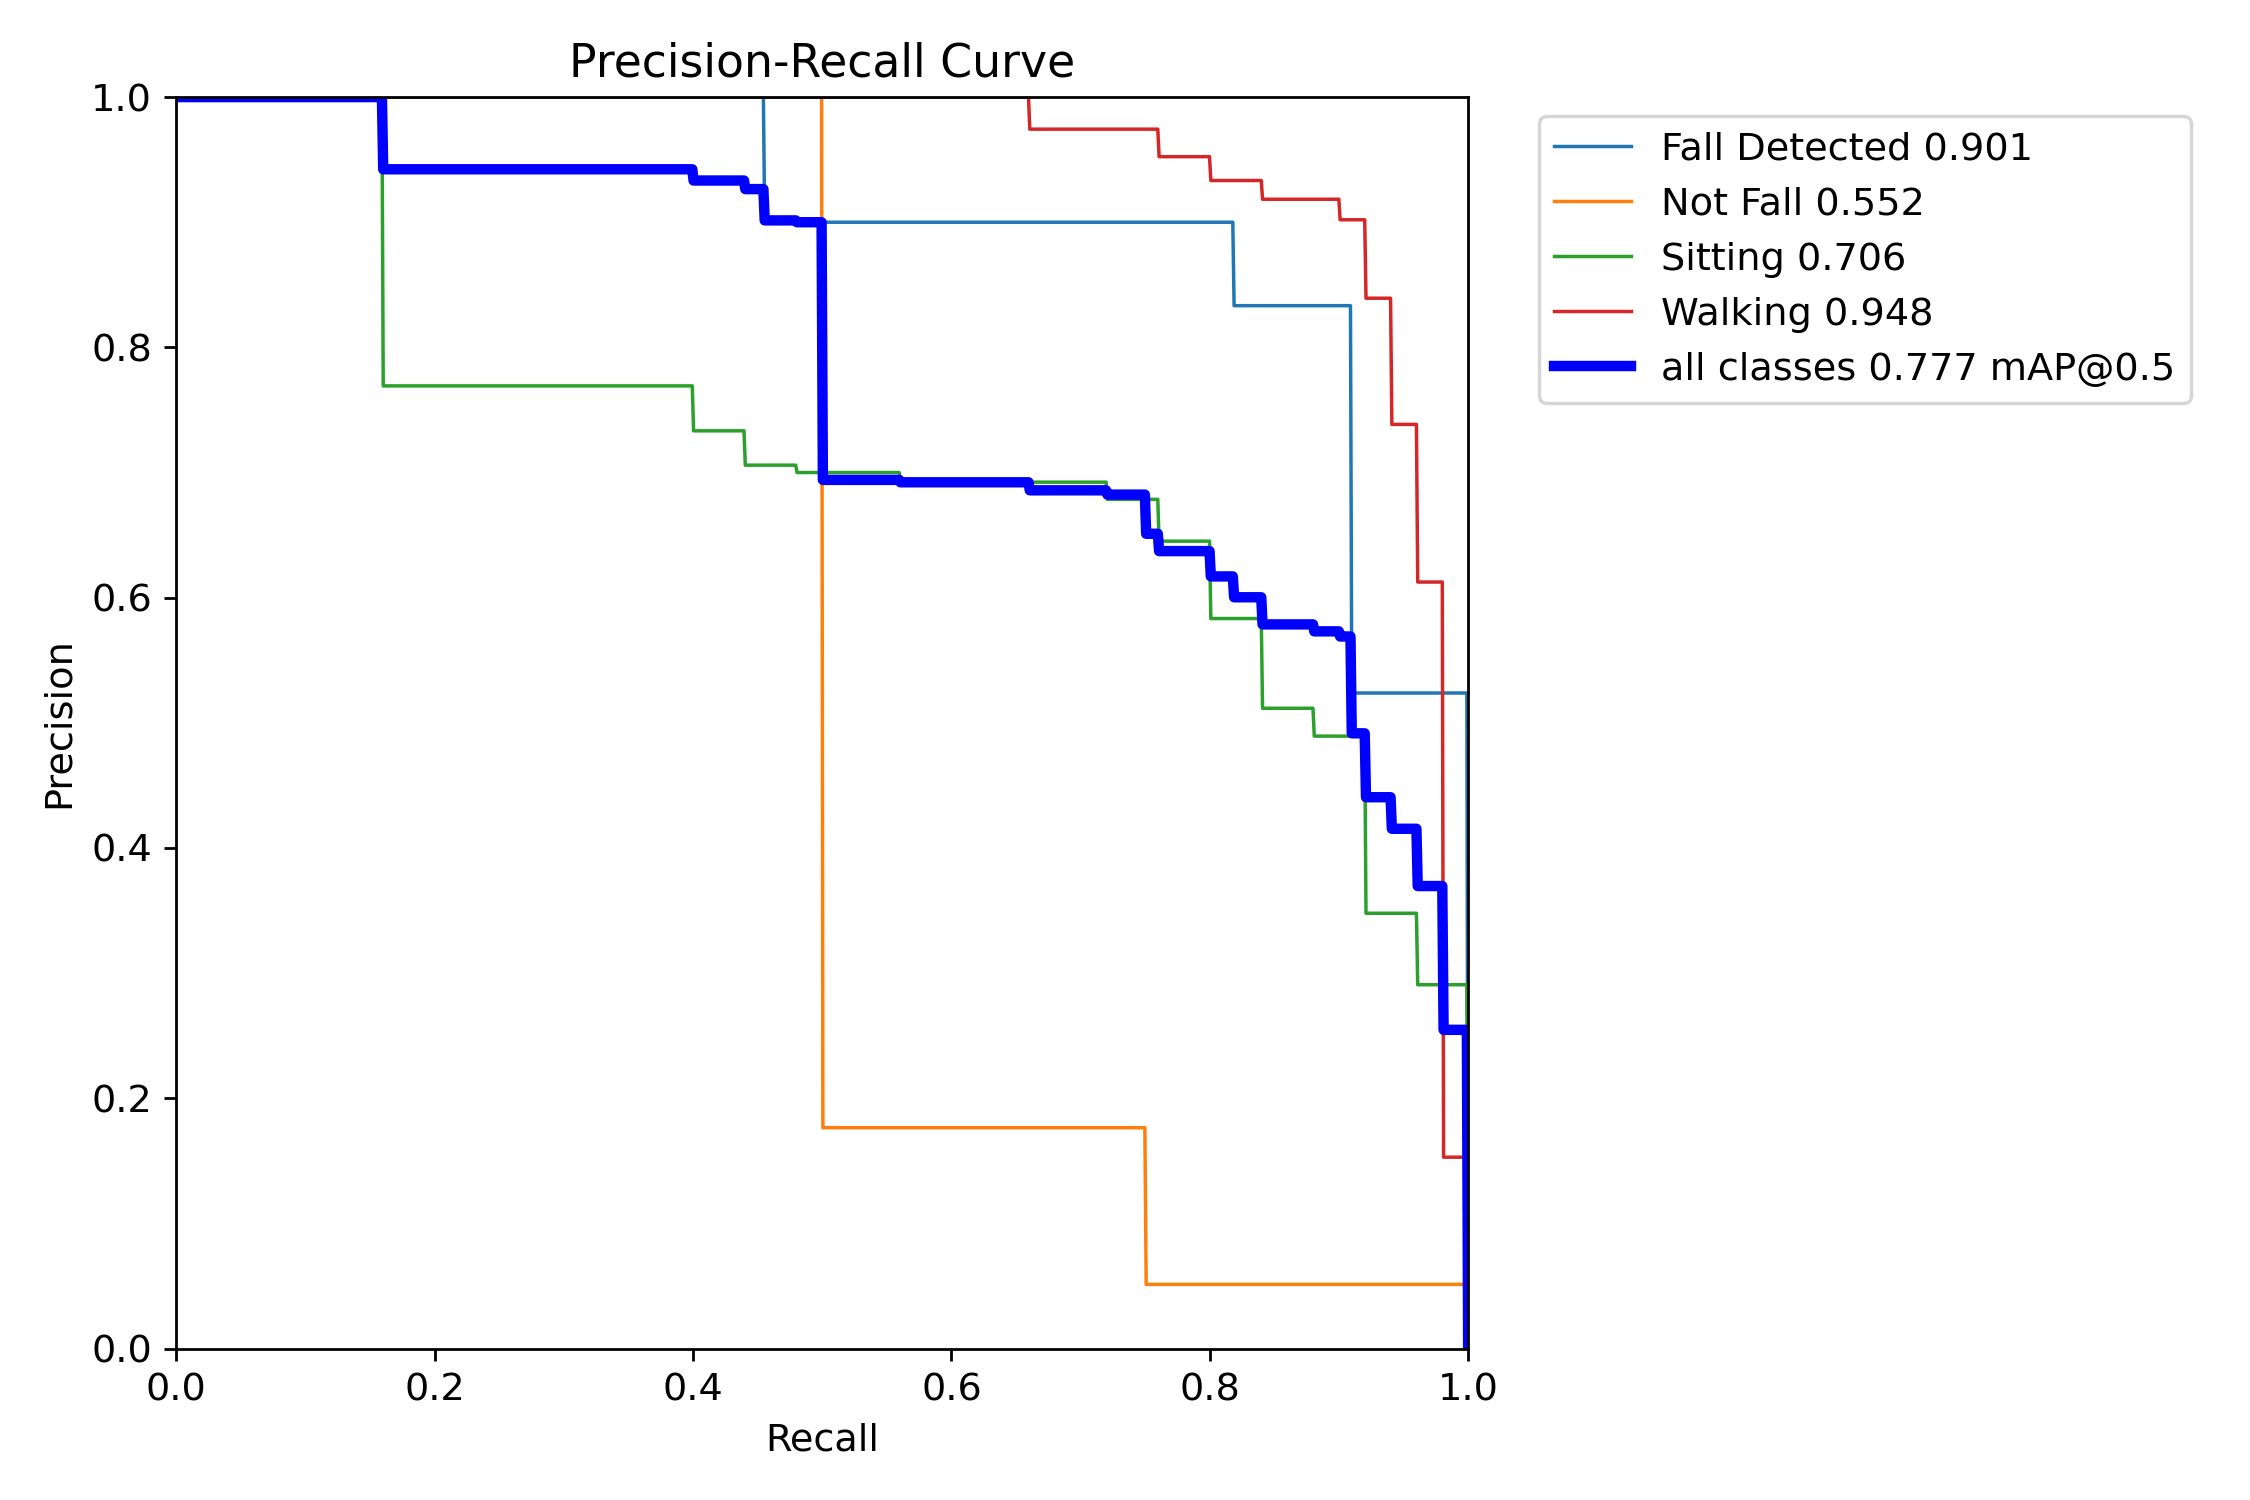 Precision-Recall Curve
1.0
0.8
0.6
0.4
0.2
0.0
Precision
0.0 0.2 0.4 0.6 0.8 1.0
Recall
Fall Detected 0.901
Not Fall 0.552
Sitting 0.706
Walking 0.948
all classes 0.777 mAP@0.5